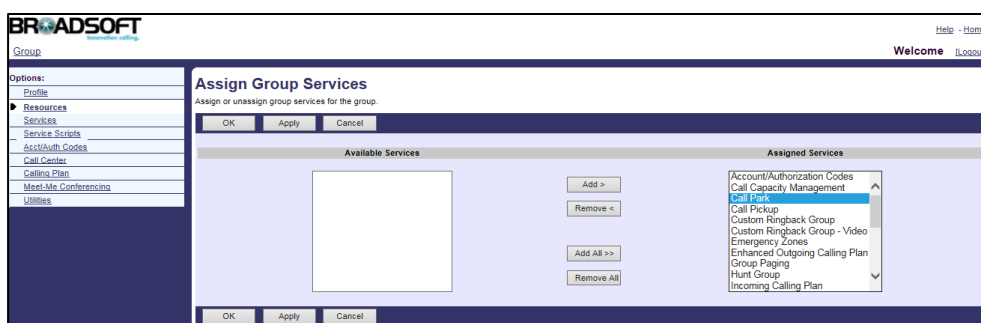 BROADSOFT
innovation calling.
Help - Hom
Group
Welcome [Logou
Options:
Profile
Resources
Services
Service Scripts
Acct/Auth Codes
Call Center
Calling Plan
Meet-Me Conferencing
Utilities
Assign Group Services
Assign or unassign group services for the group.
OK Apply Cancel
Available Services Assigned Services
Add >
Remove <
Add All >>
Remove All
Account/Authorization Codes
Call Capacity Management
Call Park
Call Pickup
Custom Ringback Group
Custom Ringback Group - Video
Emergency Zones
Enhanced Outgoing Calling Plan
Group Paging
Hunt Group
Incoming Calling Plan
OK Apply Cancel